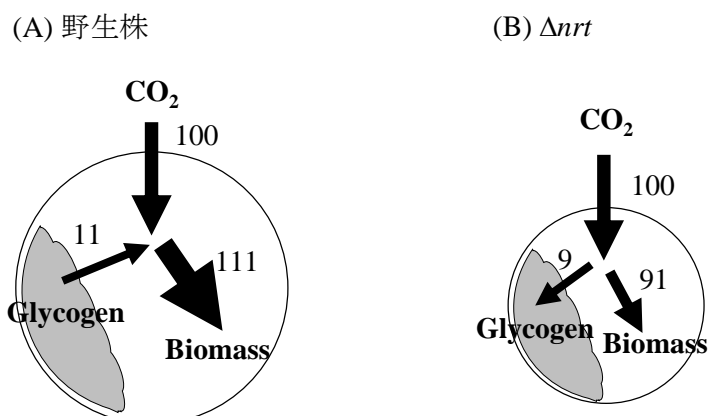 (A) 野生株
CO₂
100
11
111
Glycogen
Biomass
(B) Δnrt
CO₂
100
9
91
Glycogen
Biomass